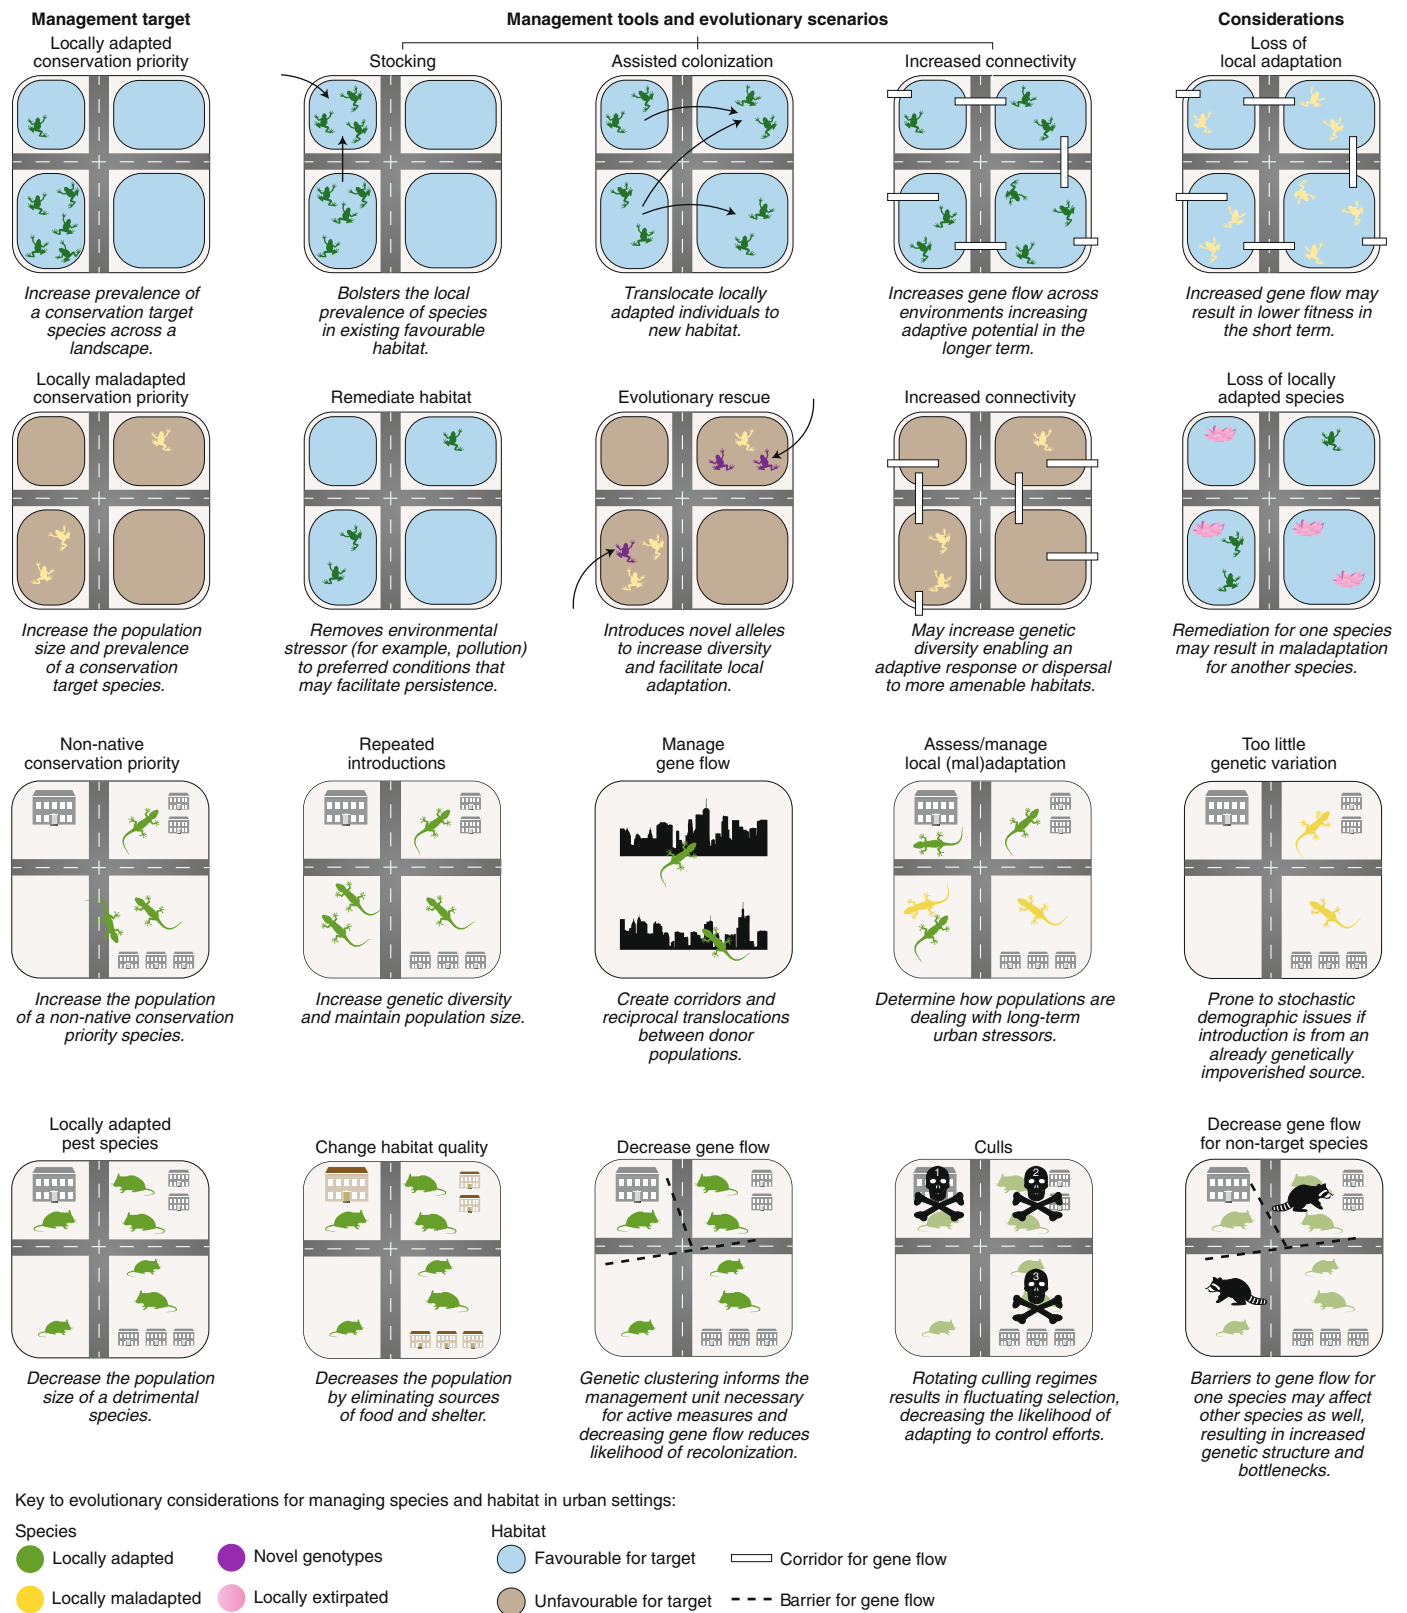 Management target
Management tools and evolutionary scenarios
Considerations
Locally adapted
conservation priority
Stocking
Assisted colonization
Increased connectivity
Loss of
local adaptation
Increase prevalence of
a conservation target
species across a
landscape.
Bolsters the local
prevalence of species
in existing favourable
habitat.
Translocate locally
adapted individuals to
new habitat.
Increases gene flow across
environments increasing
adaptive potential in the
longer term.
Increased gene flow may
result in lower fitness in
the short term.
Locally maladapted
conservation priority
Remediate habitat
Evolutionary rescue
Increased connectivity
Loss of locally
adapted species
Increase the population
size and prevalence
of a conservation
target species.
Removes environmental
stressor (for example, pollution)
to preferred conditions that
may facilitate persistence.
Introduces novel alleles
to increase diversity
and facilitate local
adaptation.
May increase genetic
diversity enabling an
adaptive response or dispersal
to more amenable habitats.
Remediation for one species
may result in maladaptation
for another species.
Non-native
conservation priority
Repeated
introductions
Manage
gene flow
Assess/manage
local (mal)adaptation
Too little
genetic variation
Increase the population
of a non-native conservation
priority species.
Increase genetic diversity
and maintain population size.
Create corridors and
reciprocal translocations
between donor
populations.
Determine how populations are
dealing with long-term
urban stressors.
Prone to stochastic
demographic issues if
introduction is from an
already genetically
impoverished source.
Locally adapted
pest species
Change habitat quality
Decrease gene flow
Culls
Decrease gene flow
for non-target species
1
2
3
Decrease the population
size of a detrimental
species.
Decreases the population
by eliminating sources
of food and shelter.
Genetic clustering informs the
management unit necessary
for active measures and
decreasing gene flow reduces
likelihood of recolonization.
Rotating culling regimes
results in fluctuating selection,
decreasing the likelihood of
adapting to control efforts.
Barriers to gene flow for
one species may affect
other species as well,
resulting in increased
genetic structure and
bottlenecks.
Key to evolutionary considerations for managing species and habitat in urban settings:
Species
Locally adapted
Novel genotypes
Locally maladapted
Locally extirpated
Habitat
Favourable for target
Corridor for gene flow
Unfavourable for target
Barrier for gene flow